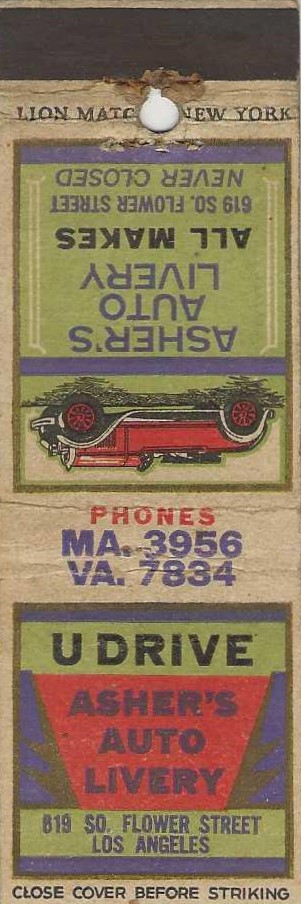 LION MATC NEW YORK
ASHER'S
AUTO
LIVERY
ALL MAKES
619 SO. FLOWER STREET
NEVER CLOSED
PHONES
MA. 3956
VA. 7834
U DRIVE
ASHER'S
AUTO
LIVERY
619 SO. FLOWER STREET
LOS ANGELES
CLOSE COVER BEFORE STRIKING